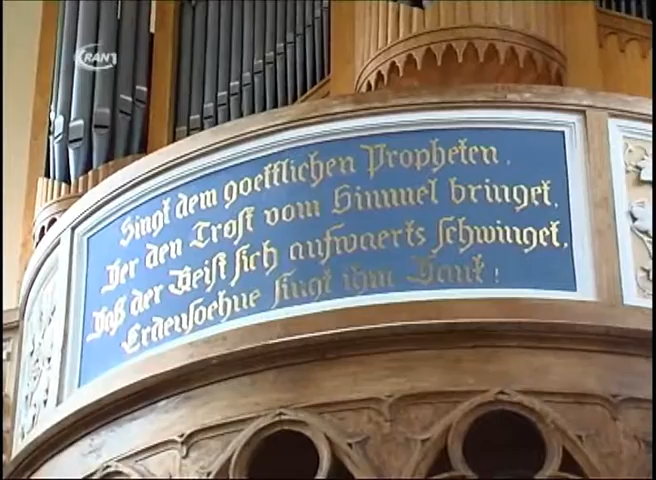 RAN1
Singt dem goettlichen Propheten,
Der den Trost vom Himmel bringet,
Daß der Geist sich aufwaerts schwinget,
Erdensoehne singt ihm Dank!